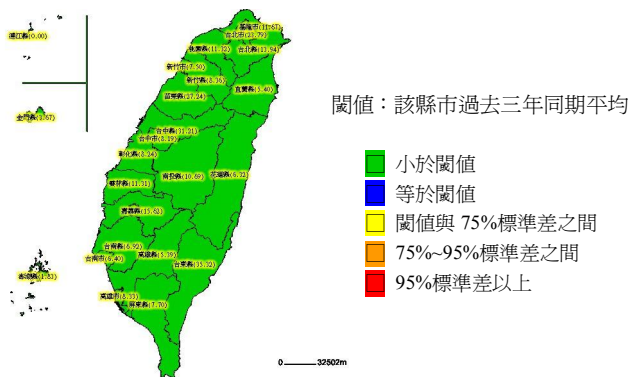 連江縣(0.00)
基隆市(11.67)
台北市(23.79)
桃園縣(11.32)
台北縣(13.94)
新竹市(7.50)
新竹縣(8.36)
宜蘭縣(5.40)
苗栗縣(27.24)
金門縣(2.67)
台中縣(31.21)
台中市(8.19)
彰化縣(8.24)
南投縣(10.69)
花蓮縣(6.32)
雲林縣(11.31)
嘉義縣(15.62)
台南縣(6.92)
高雄縣(5.39)
台南市(6.40)
台東縣(35.32)
澎湖縣(1.83)
高雄市(8.33)
屏東縣(7.70)
0 32502m
閾值：該縣市過去三年同期平均
小於閾值
等於閾值
閾值與 75%標準差之間
75%~95%標準差之間
95%標準差以上